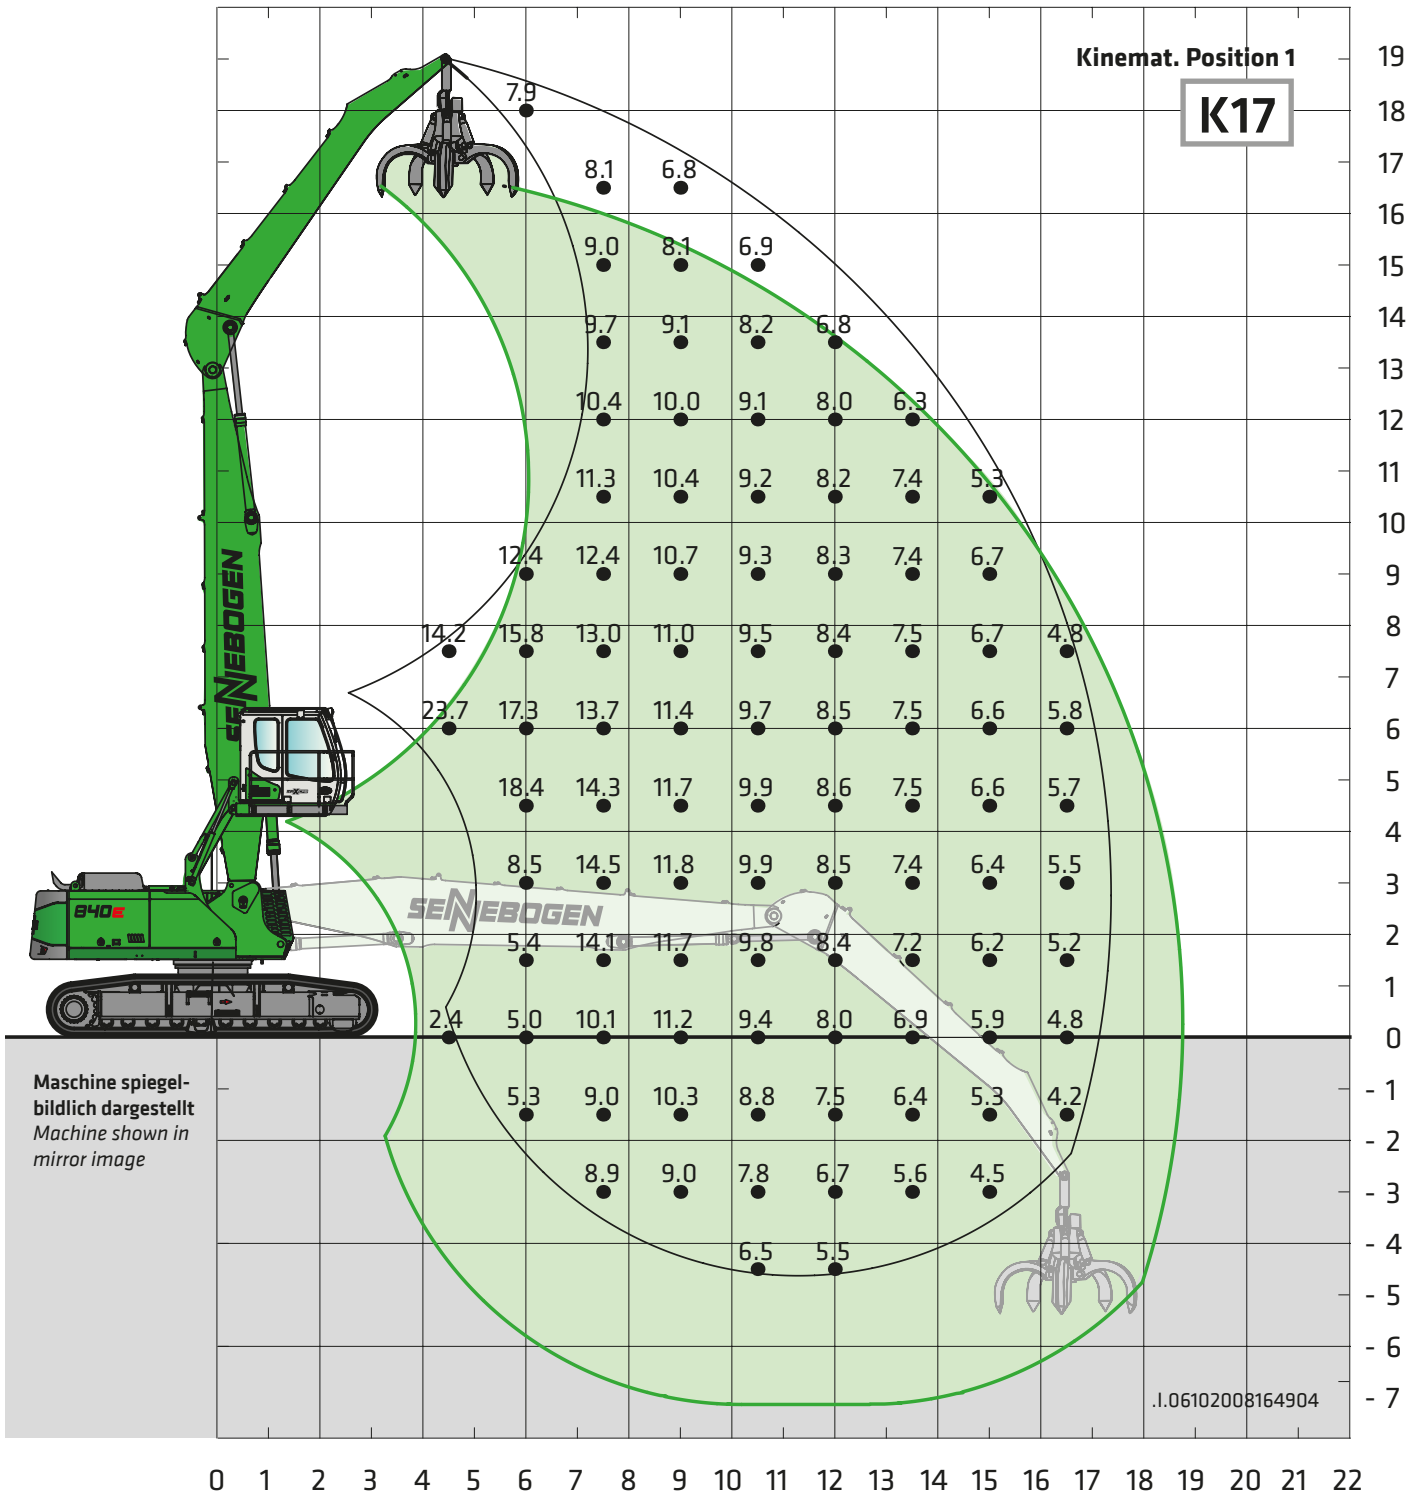 Kinemat. Position 1
K17
19
7.9
18
8.1 6.8
17
16
9.0 8.1 6.9
15
14
9.7 9.1 8.2 6.8
13
10.4 10.0 9.1 8.0 6.3
12
11
11.3 10.4 9.2 8.2 7.4 5.3
10
12.4 12.4 10.7 9.3 8.3 7.4 6.7
9
8
14.2 15.8 13.0 11.0 9.5 8.4 7.5 6.7 4.8
7
23.7 17.3 13.7 11.4 9.7 8.5 7.5 6.6 5.8
6
5
18.4 14.3 11.7 9.9 8.6 7.5 6.6 5.7
4
8.5 14.5 11.8 9.9 8.5 7.4 6.4 5.5
3
SENNEBOGEN
SENNEBOGEN
840E
2
5.4 14.1 11.7 9.8 8.4 7.2 6.2 5.2
1
2.4 5.0 10.1 11.2 9.4 8.0 6.9 5.9 4.8
0
Maschine spiegel-
bildlich dargestellt
Machine shown in
mirror image
- 1
5.3 9.0 10.3 8.8 7.5 6.4 5.3 4.2
- 2
8.9 9.0 7.8 6.7 5.6 4.5
- 3
- 4
6.5 5.5
- 5
- 6
- 7
.I.06102008164904
0 1 2 3 4 5 6 7 8 9 10 11 12 13 14 15 16 17 18 19 20 21 22